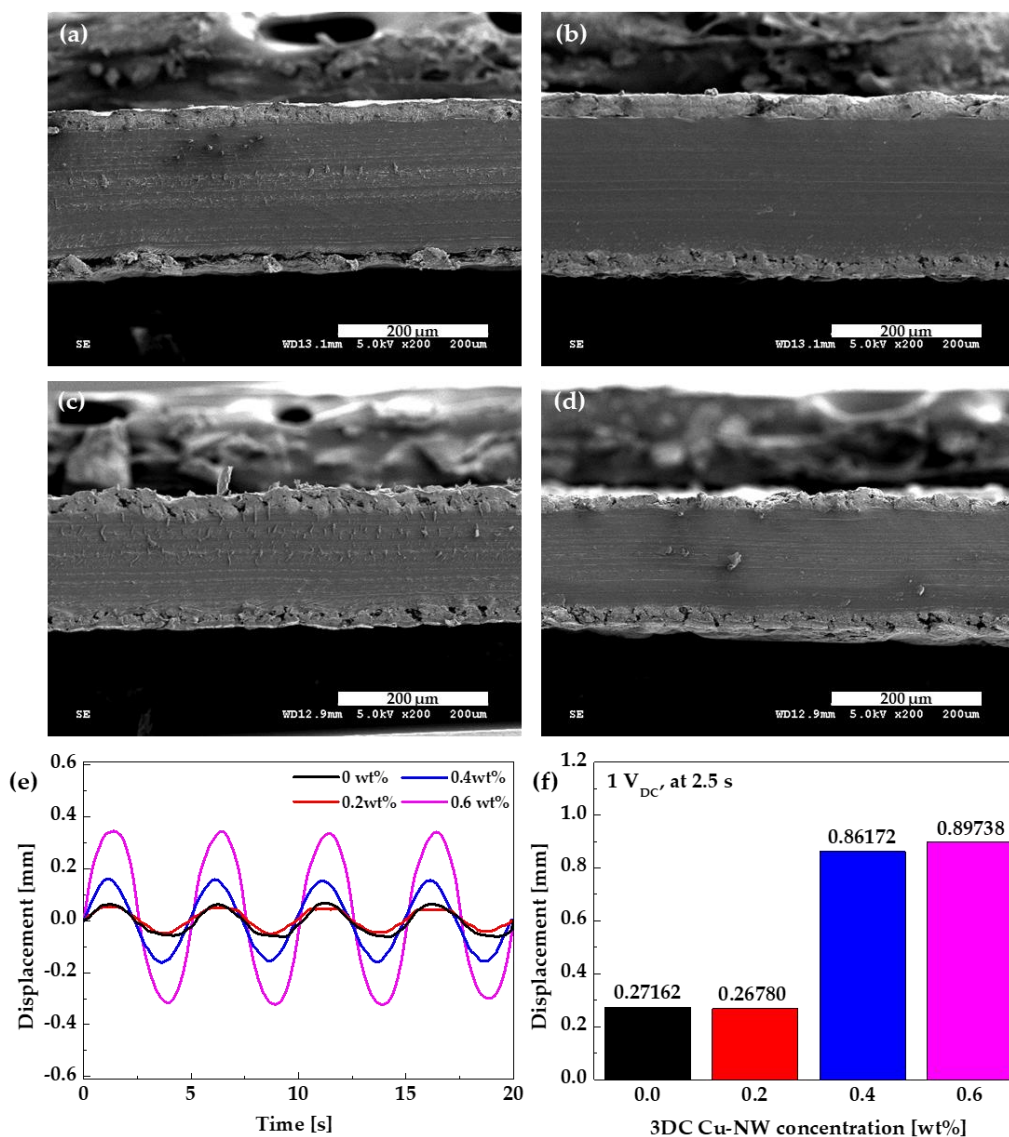 (a)
200 µm
SE WD13.1mm 5.0kV x200 200um
(b)
200 µm
SE WD13.1mm 5.0kV x200 200um
(c)
200 µm
SE WD12.9mm 5.0kV x200 200um
(d)
200 µm
SE WD12.9mm 5.0kV x200 200um
(e)
0 wt% 0.4wt%
0.2wt% 0.6 wt%
Displacement [mm]
0.6
0.4
0.2
0.0
-0.2
-0.4
-0.6
0 5 10 15 20
Time [s]
(f)
1 V_DC, at 2.5 s
Displacement [mm]
1.2
1.0
0.8
0.6
0.4
0.2
0.0
0.27162 0.26780 0.86172 0.89738
0.0 0.2 0.4 0.6
3DC Cu-NW concentration [wt%]